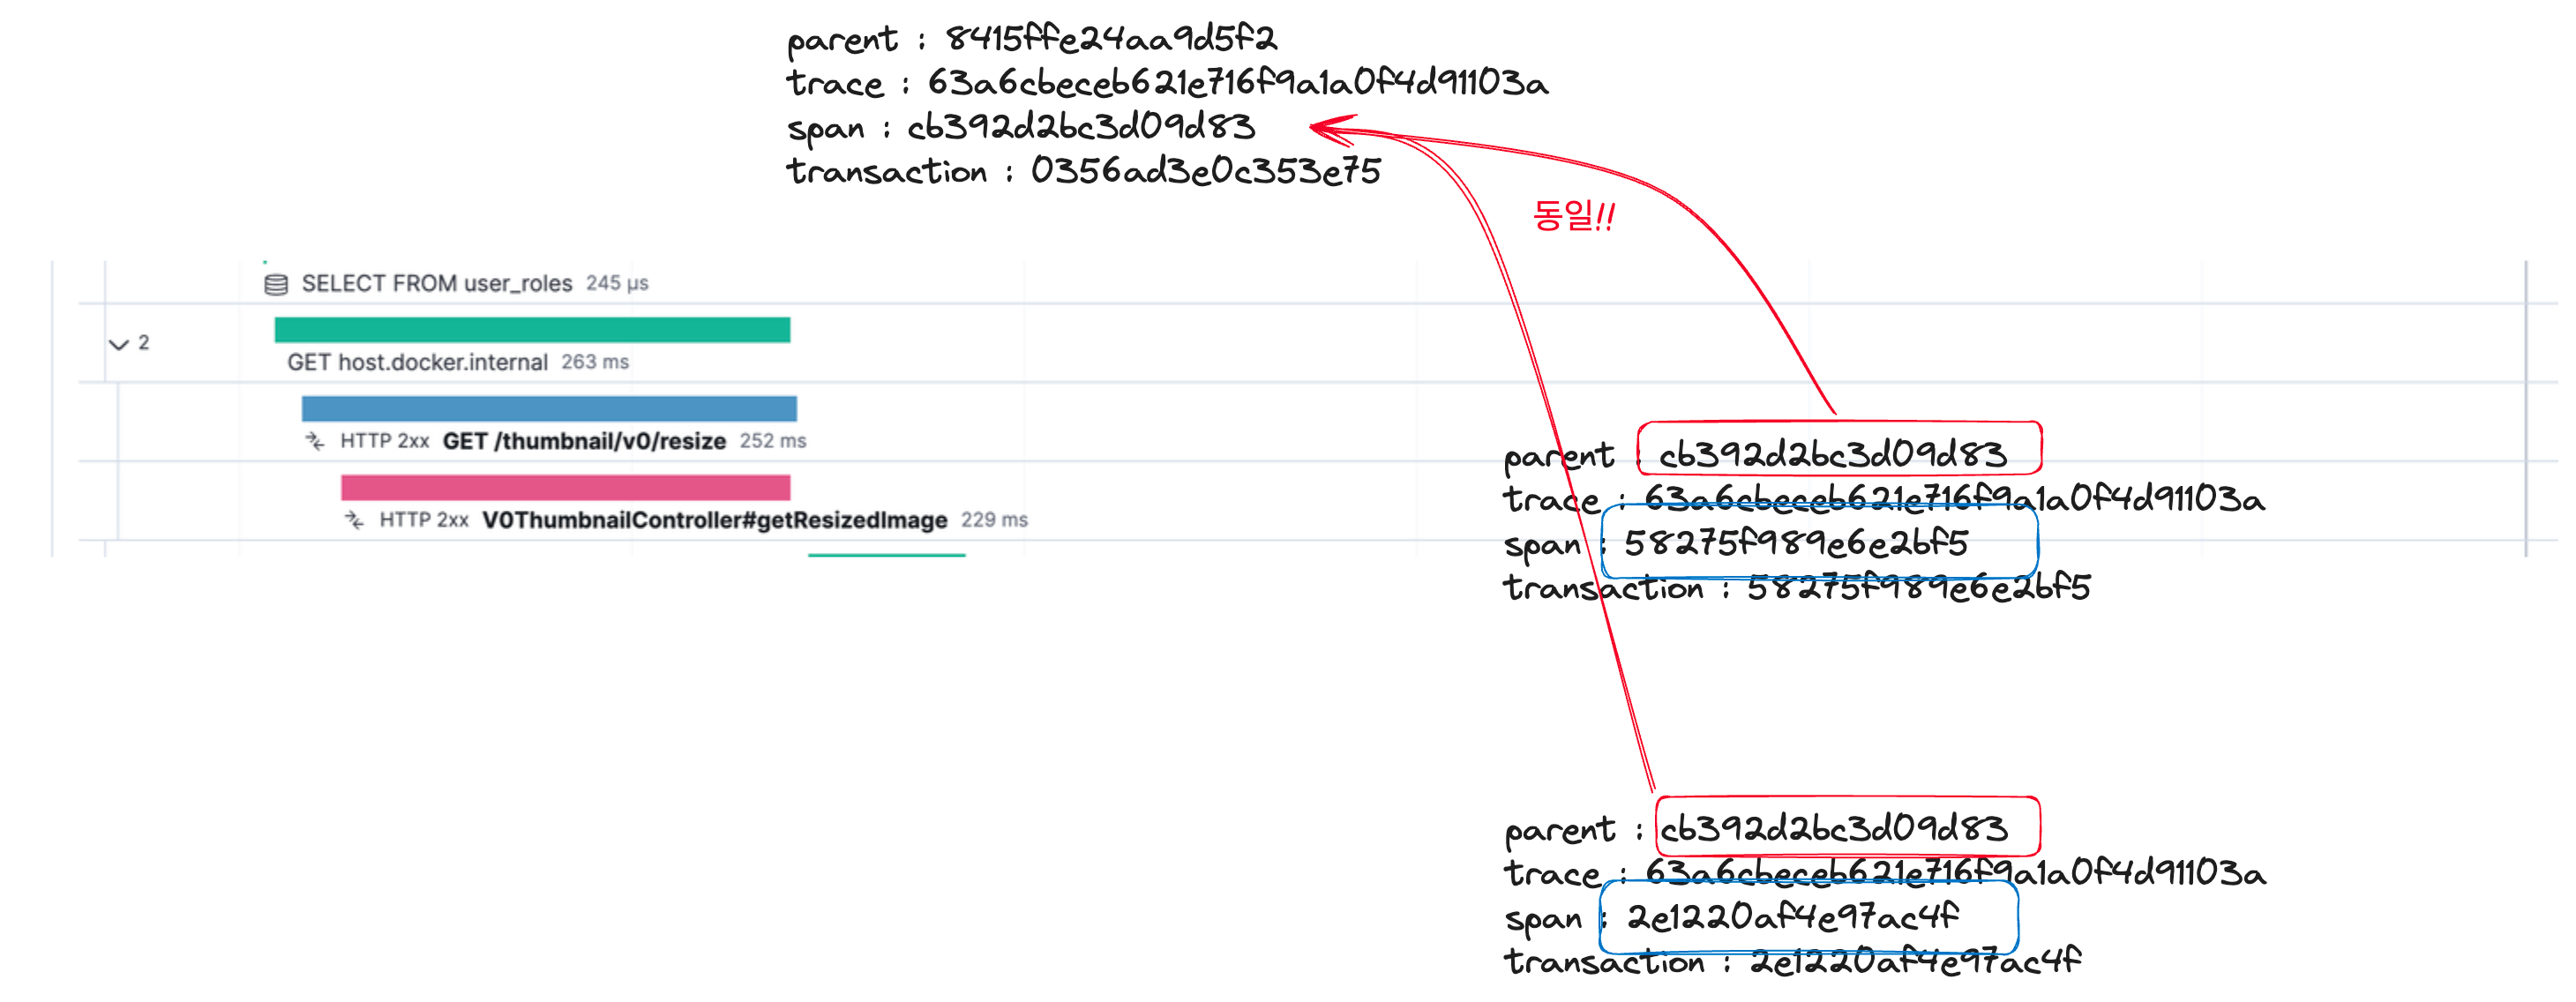 parent : 8415ffe24aa9d5f2
trace : 63a6cbeceb621e716f9a1a0f4d91103a
span : cb392d2bc3d09d83
transaction : 0356ad3e0c353e75
동일!!
SELECT FROM user_roles 245 μs
2
GET host.docker.internal 263 ms
HTTP 2xx GET /thumbnail/v0/resize 252 ms
HTTP 2xx V0ThumbnailController#getResizedImage 229 ms
parent : cb392d2bc3d09d83
trace : 63a6cbeceb621e716f9a1a0f4d91103a
span : 58275f989e6e2bf5
transaction : 58275f989e6e2bf5
parent : cb392d2bc3d09d83
trace : 63a6cbeceb621e716f9a1a0f4d91103a
span : 2e1220af4e97ac4f
transaction : 2e1220af4e97ac4f